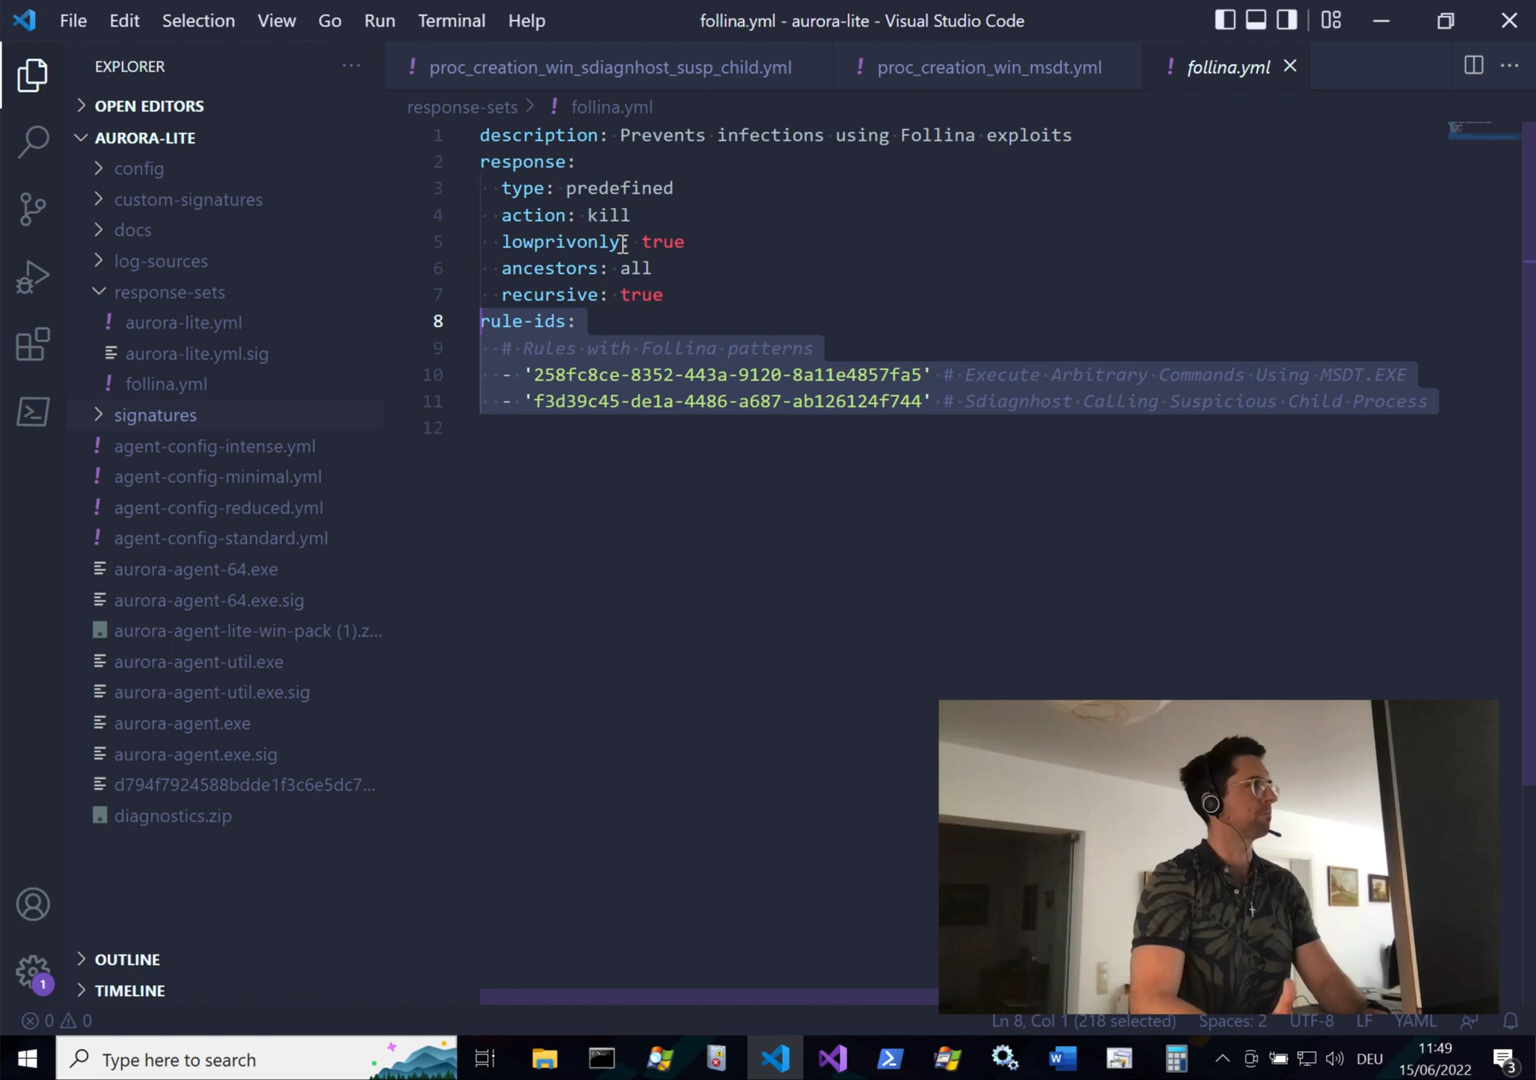 File Edit Selection View Go Run Terminal Help
follina.yml - aurora-lite - Visual Studio Code
EXPLORER
OPEN EDITORS
AURORA-LITE
config
custom-signatures
docs
log-sources
response-sets
aurora-lite.yml
aurora-lite.yml.sig
follina.yml
signatures
agent-config-intense.yml
agent-config-minimal.yml
agent-config-reduced.yml
agent-config-standard.yml
aurora-agent-64.exe
aurora-agent-64.exe.sig
aurora-agent-lite-win-pack (1).z...
aurora-agent-util.exe
aurora-agent-util.exe.sig
aurora-agent.exe
aurora-agent.exe.sig
d794f7924588bdde1f3c6e5dc7...
diagnostics.zip
OUTLINE
TIMELINE
1
proc_creation_win_sdiagnhost_susp_child.yml
proc_creation_win_msdt.yml
follina.yml
response-sets > follina.yml
1 description: Prevents infections using Follina exploits
2 response:
3 type: predefined
4 action: kill
5 lowprivonly: true
6 ancestors: all
7 recursive: true
8 rule-ids:
9 # Rules with Follina patterns
10 - '258fc8ce-8352-443a-9120-8a11e4857fa5' # Execute Arbitrary Commands Using MSDT.EXE
11 - 'f3d39c45-de1a-4486-a687-ab126124f744' # Sdiagnhost Calling Suspicious Child Process
12
0 0
Ln 8, Col 1 (218 selected) Spaces: 2 UTF-8 LF YAML
Type here to search
DEU
11:49
15/06/2022
3